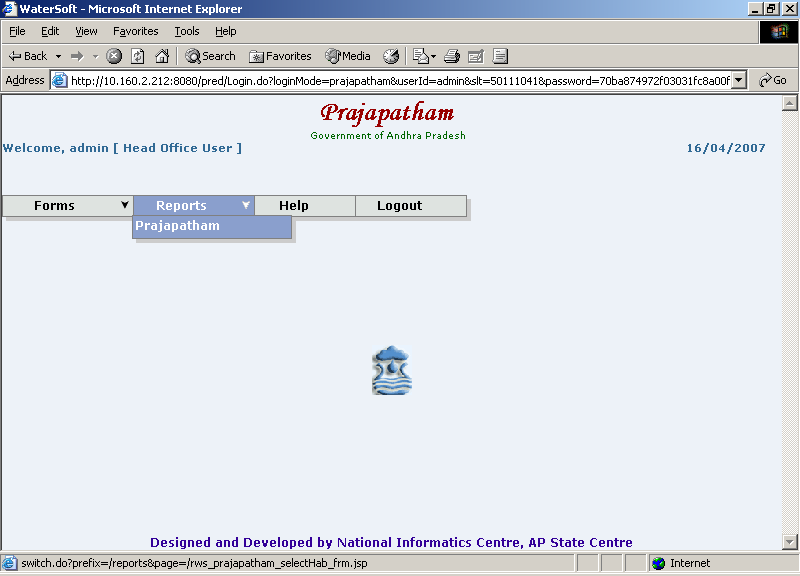 WaterSoft - Microsoft Internet Explorer
File Edit View Favorites Tools Help
Back Search Favorites Media
Address http://10.160.2.212:8080/pred/Login.do?loginMode=prajapatham&userId=admin&slt=50111041&password=70ba874972f03031fc8a00f Go
Prajapatham
Government of Andhra Pradesh
Welcome, admin [ Head Office User ] 16/04/2007
Forms Reports Help Logout
Prajapatham
Designed and Developed by National Informatics Centre, AP State Centre
switch.do?prefix=/reports&page=/rws_prajapatham_selectHab_frm.jsp Internet